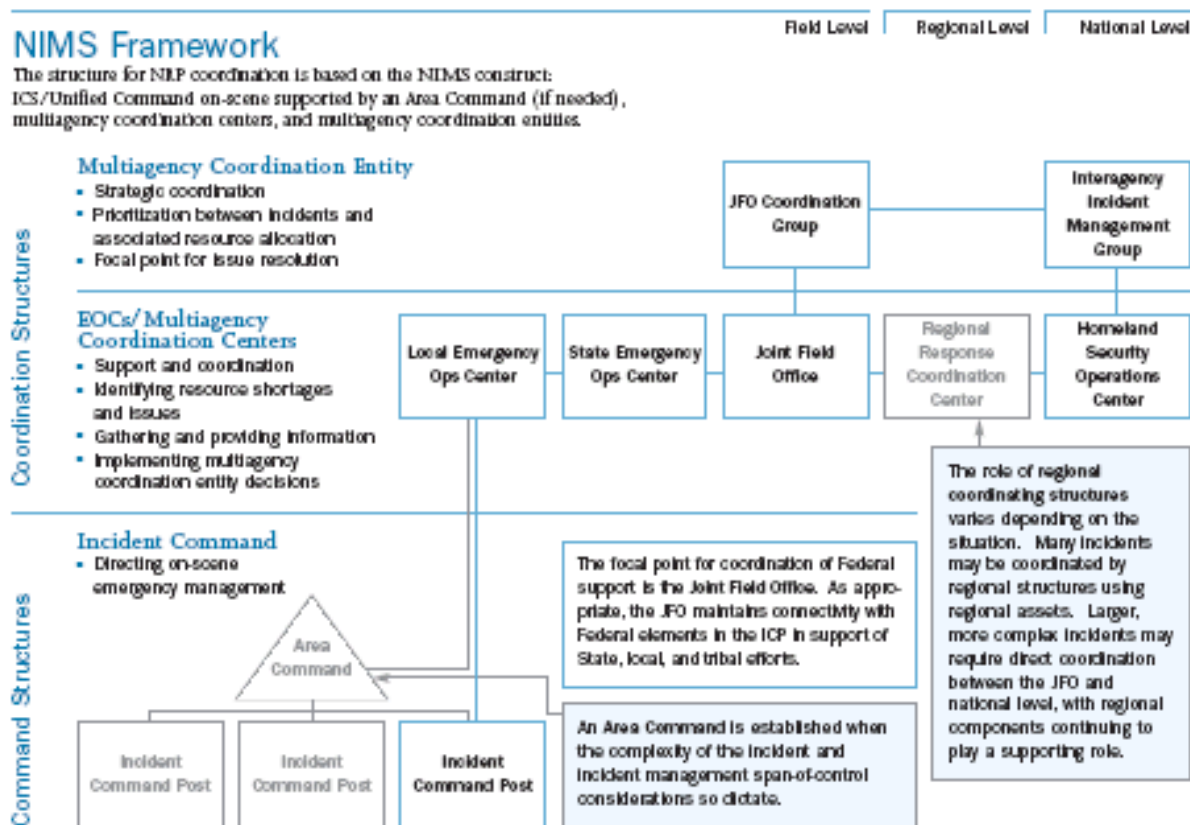 Field Level
Regional Level
National Level
NIMS Framework
The structure for NRP coordination is based on the NIMS construct:
ICS/Unified Command on-scene supported by an Area Command (if needed),
multiagency coordination centers, and multiagency coordination entities.
Coordination Structures
Multiagency Coordination Entity
▪ Strategic coordination
▪ Prioritization between incidents and
associated resource allocation
▪ Focal point for issue resolution
JFO Coordination
Group
Interagency
Incident
Management
Group
EOCs/Multiagency
Coordination Centers
▪ Support and coordination
▪ Identifying resource shortages
and issues
▪ Gathering and providing information
▪ Implementing multiagency
coordination entity decisions
Local Emergency
Ops Center
State Emergency
Ops Center
Joint Field
Office
Regional
Response
Coordination
Center
Homeland
Security
Operations
Center
The role of regional
coordinating structures
varies depending on the
situation. Many incidents
may be coordinated by
regional structures using
regional assets. Larger,
more complex incidents may
require direct coordination
between the JFO and
national level, with regional
components continuing to
play a supporting role.
Command Structures
Incident Command
▪ Directing on-scene
emergency management
Area
Command
Incident
Command Post
Incident
Command Post
Incident
Command Post
The focal point for coordination of Federal
support is the Joint Field Office. As appro-
priate, the JFO maintains connectivity with
Federal elements in the ICP in support of
State, local, and tribal efforts.
An Area Command is established when
the complexity of the incident and
incident management span-of-control
considerations so dictate.